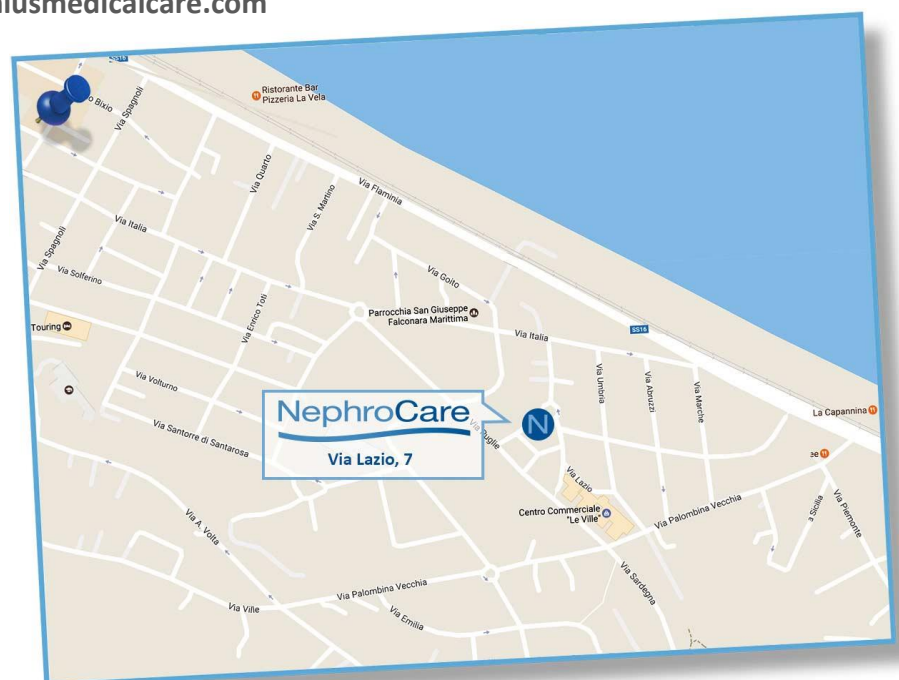 iusmedicalcare.com
SS16
Ristorante Bar
Pizzeria La Vela
Bixio
Via Spagnoli
Via Quarto
Via S. Martino
Via Flaminia
Via Italia
Via Spagnoli
Via Solferino
Via Goito
Via Enrico Toti
Parrocchia San Giuseppe
Falconara Marittima
Touring
Via Italia
SS16
Via Volturno
Via Umbria
Via Abruzzi
Via Marche
NephroCare
Via Lazio, 7
N
La Capannina
Via Santorre di Santarosa
Via Lazio
Centro Commerciale
"Le Ville"
Via Palombina Vecchia
a Sicilia
Via Piemonte
Via A. Volta
Via Sardegna
Via Palombina Vecchia
Via Ville
Via Emilia